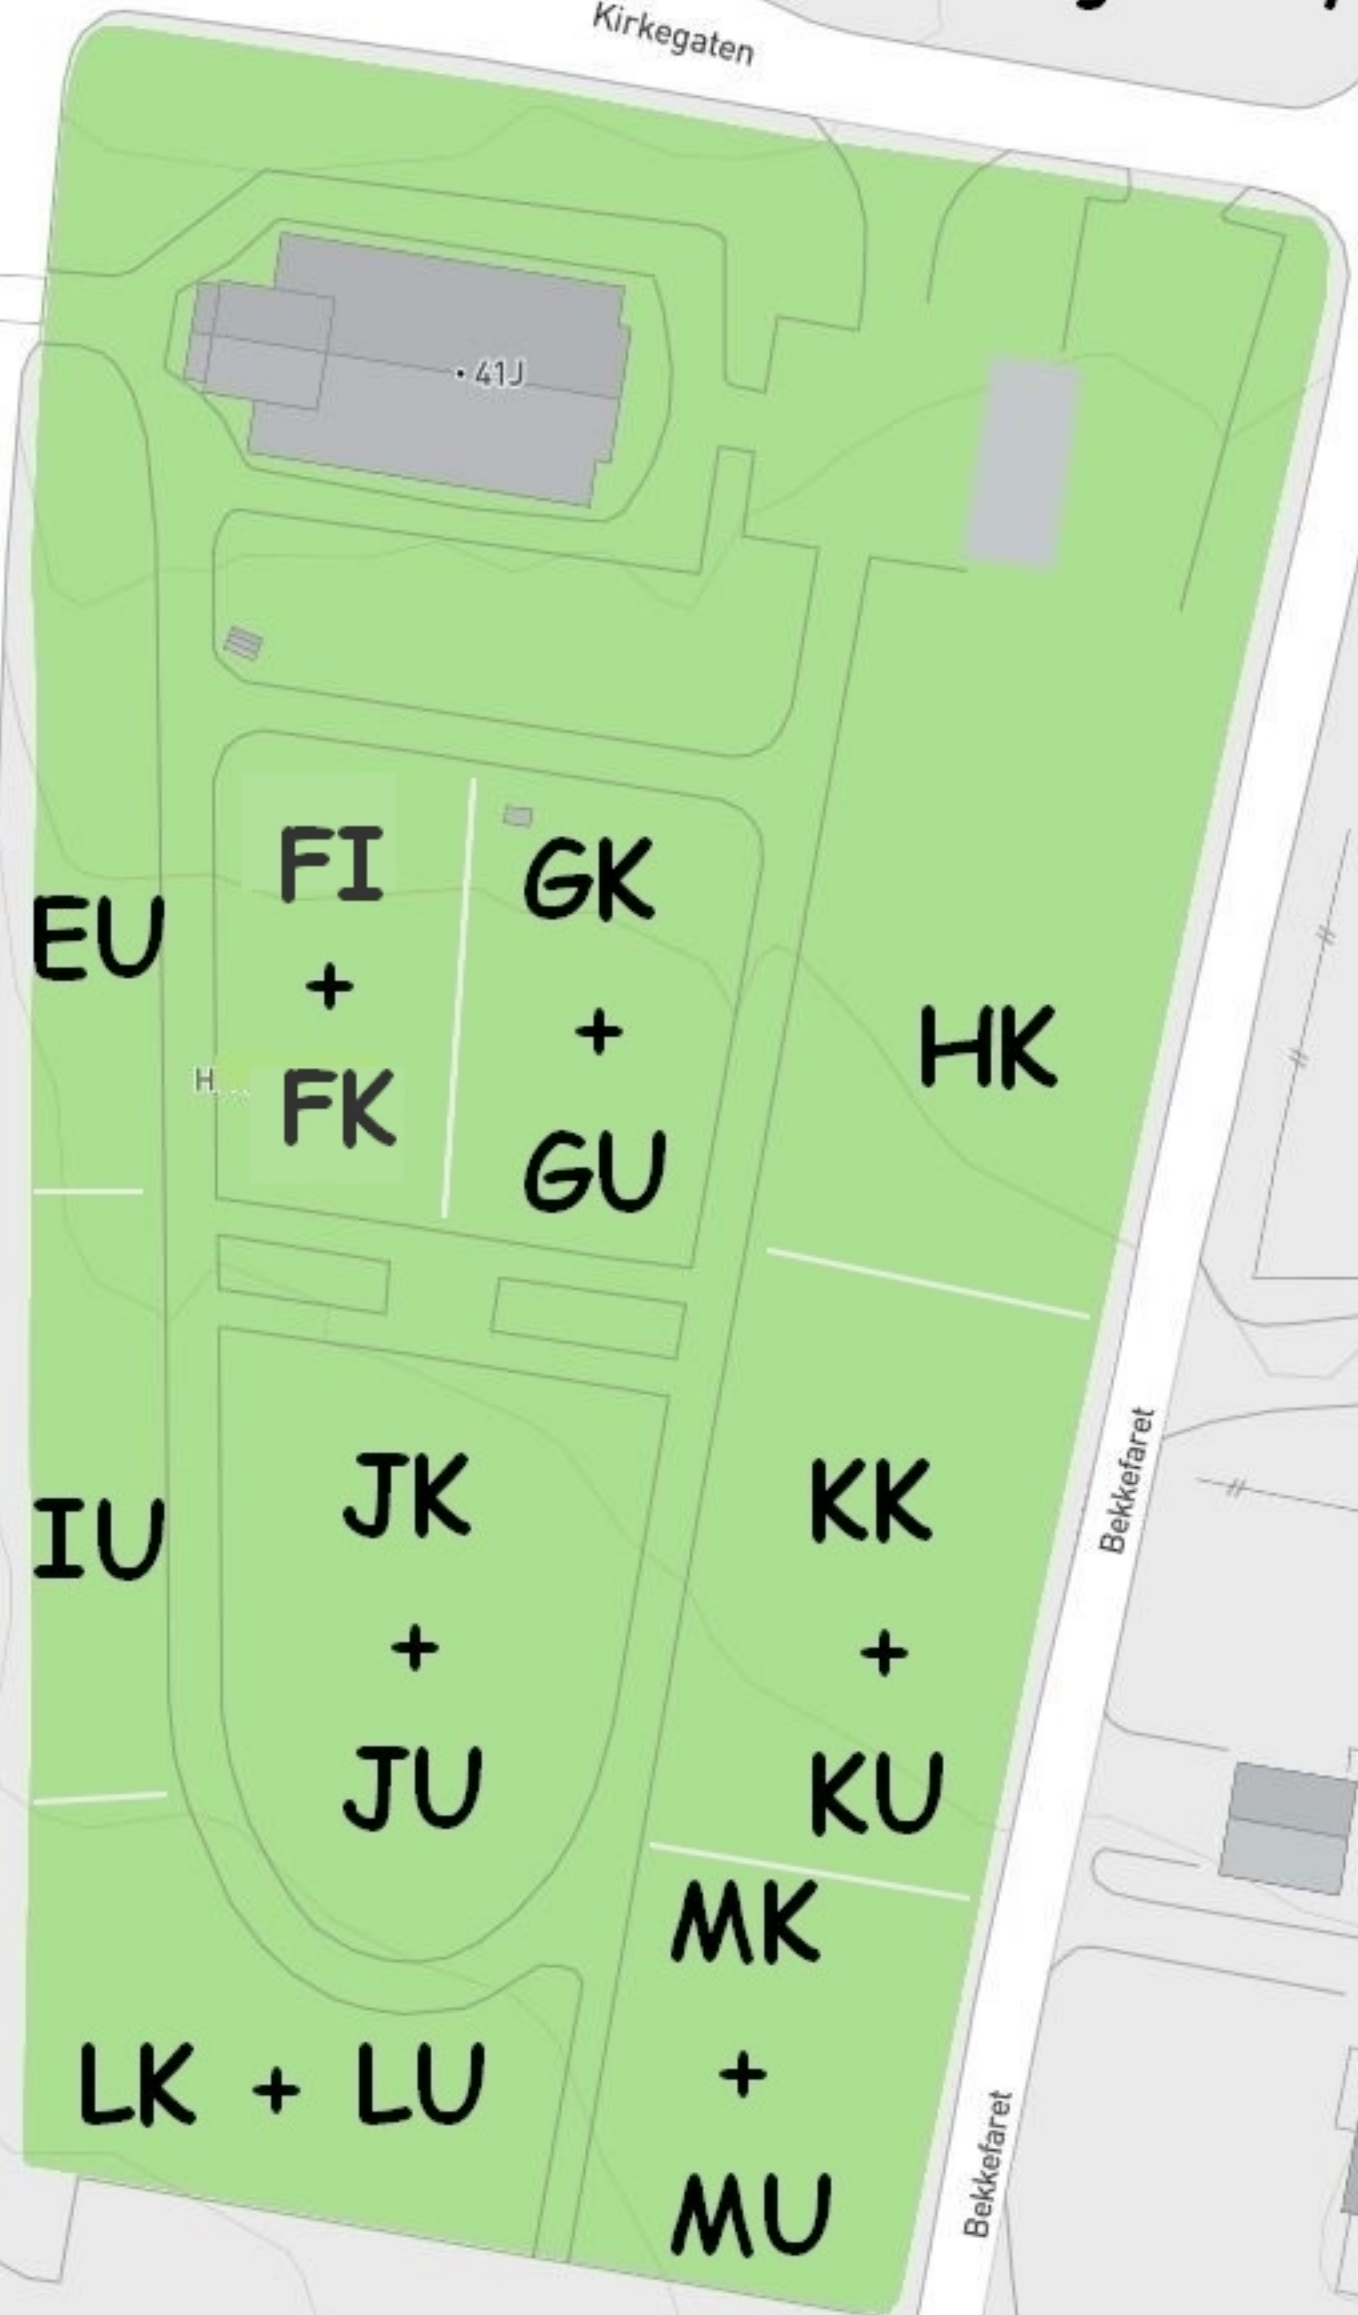 Kirkegaten
• 41J
FI
+
FK
GK
+
GU
EU
HK
H...
JK
+
JU
IU
KK
+
KU
Bekkefaret
MK
+
MU
LK + LU
Bekkefaret